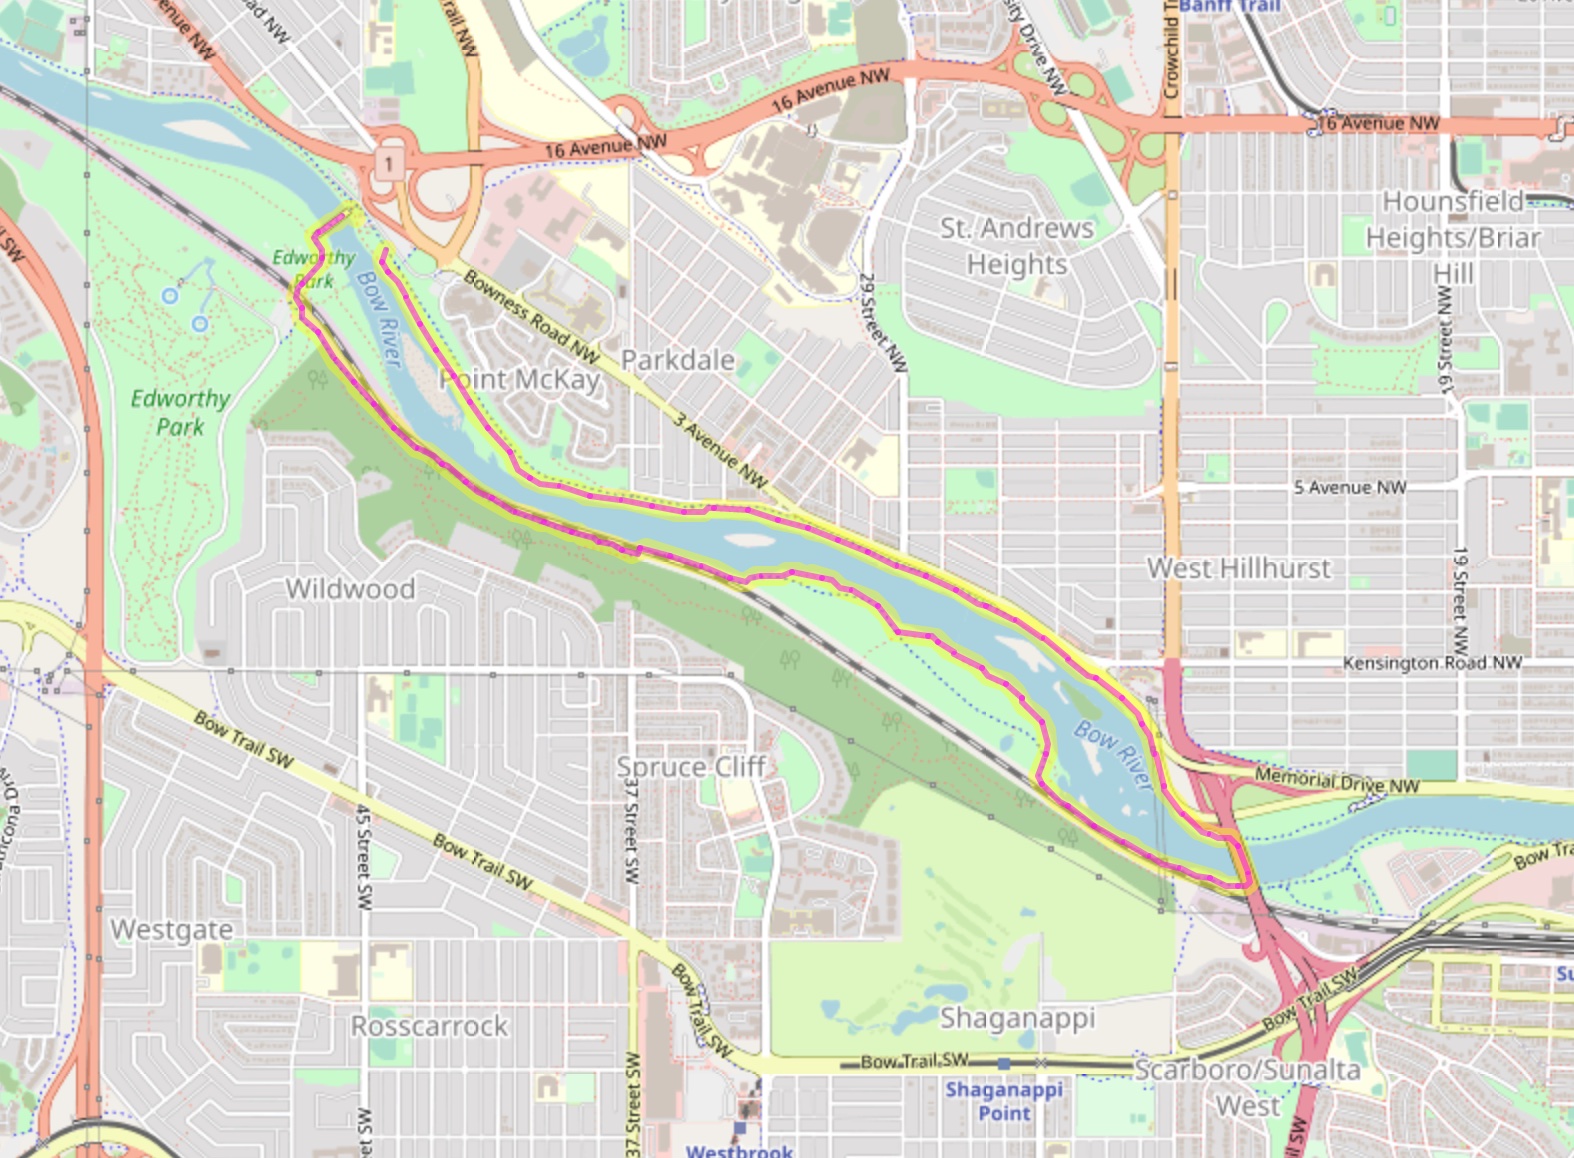 Banff Trail
16 Avenue NW
16 Avenue NW
16 Avenue NW
1
Crowchild T
Hounsfield
Heights/Briar
Hill
St. Andrews
Heights
Edworthy
Park
Bow River
Bowness Road NW
29 Street NW
19 Street NW
Parkdale
Point McKay
Edworthy
Park
3 Avenue NW
5 Avenue NW
West Hillhurst
19 Street NW
Wildwood
Kensington Road NW
Bow Trail SW
Bow River
Spruce Cliff
Memorial Drive NW
37 Street SW
45 Street SW
Bow Trail SW
Bow Tra
Westgate
Bow Trail SW
Bow Trail SW
Rosscarrock
Shaganappi
Bow Trail SW
37 Street SW
Shaganappi
Point
Scarboro/Sunalta
West
Westbrook